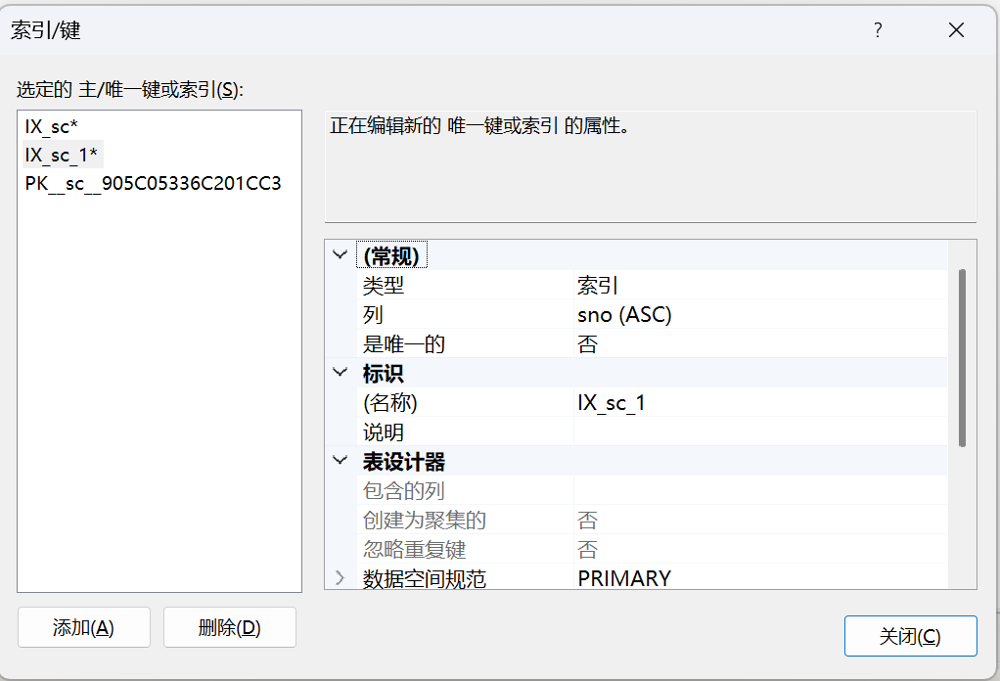 索引/键
?
选定的 主/唯一键或索引(S):
IX_sc*
IX_sc_1*
PK__sc__905C05336C201CC3
正在编辑新的 唯一键或索引 的属性。
(常规)
类型 索引
列 sno (ASC)
是唯一的 否
标识
(名称) IX_sc_1
说明
表设计器
包含的列
创建为聚集的 否
忽略重复键 否
数据空间规范 PRIMARY
添加(A) 删除(D)
关闭(C)